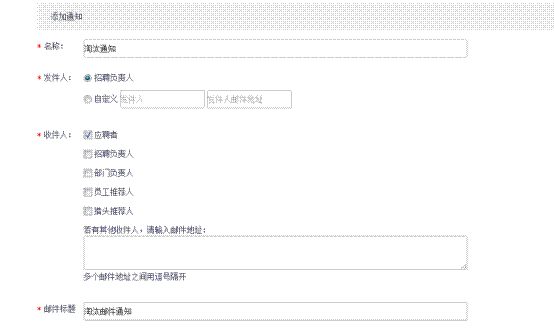 添加通知
* 名称: 淘汰通知
* 发件人: 招聘负责人
自定义 发件人 发件人邮件地址
* 收件人: 应聘者
招聘负责人
部门负责人
员工推荐人
猎头推荐人
若有其他收件人，请输入邮件地址:
多个邮件地址之间用逗号隔开
* 邮件标题 淘汰邮件通知